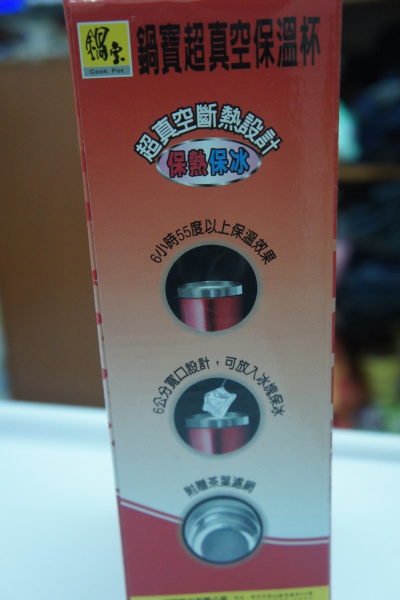 鍋宝
Cook Pot
鍋寶超真空保溫杯
超真空斷熱設計
保熱保冰
6小時55度以上保溫效果
6公分寬口設計，可放入冰塊保冰
附贈茶葉濾網